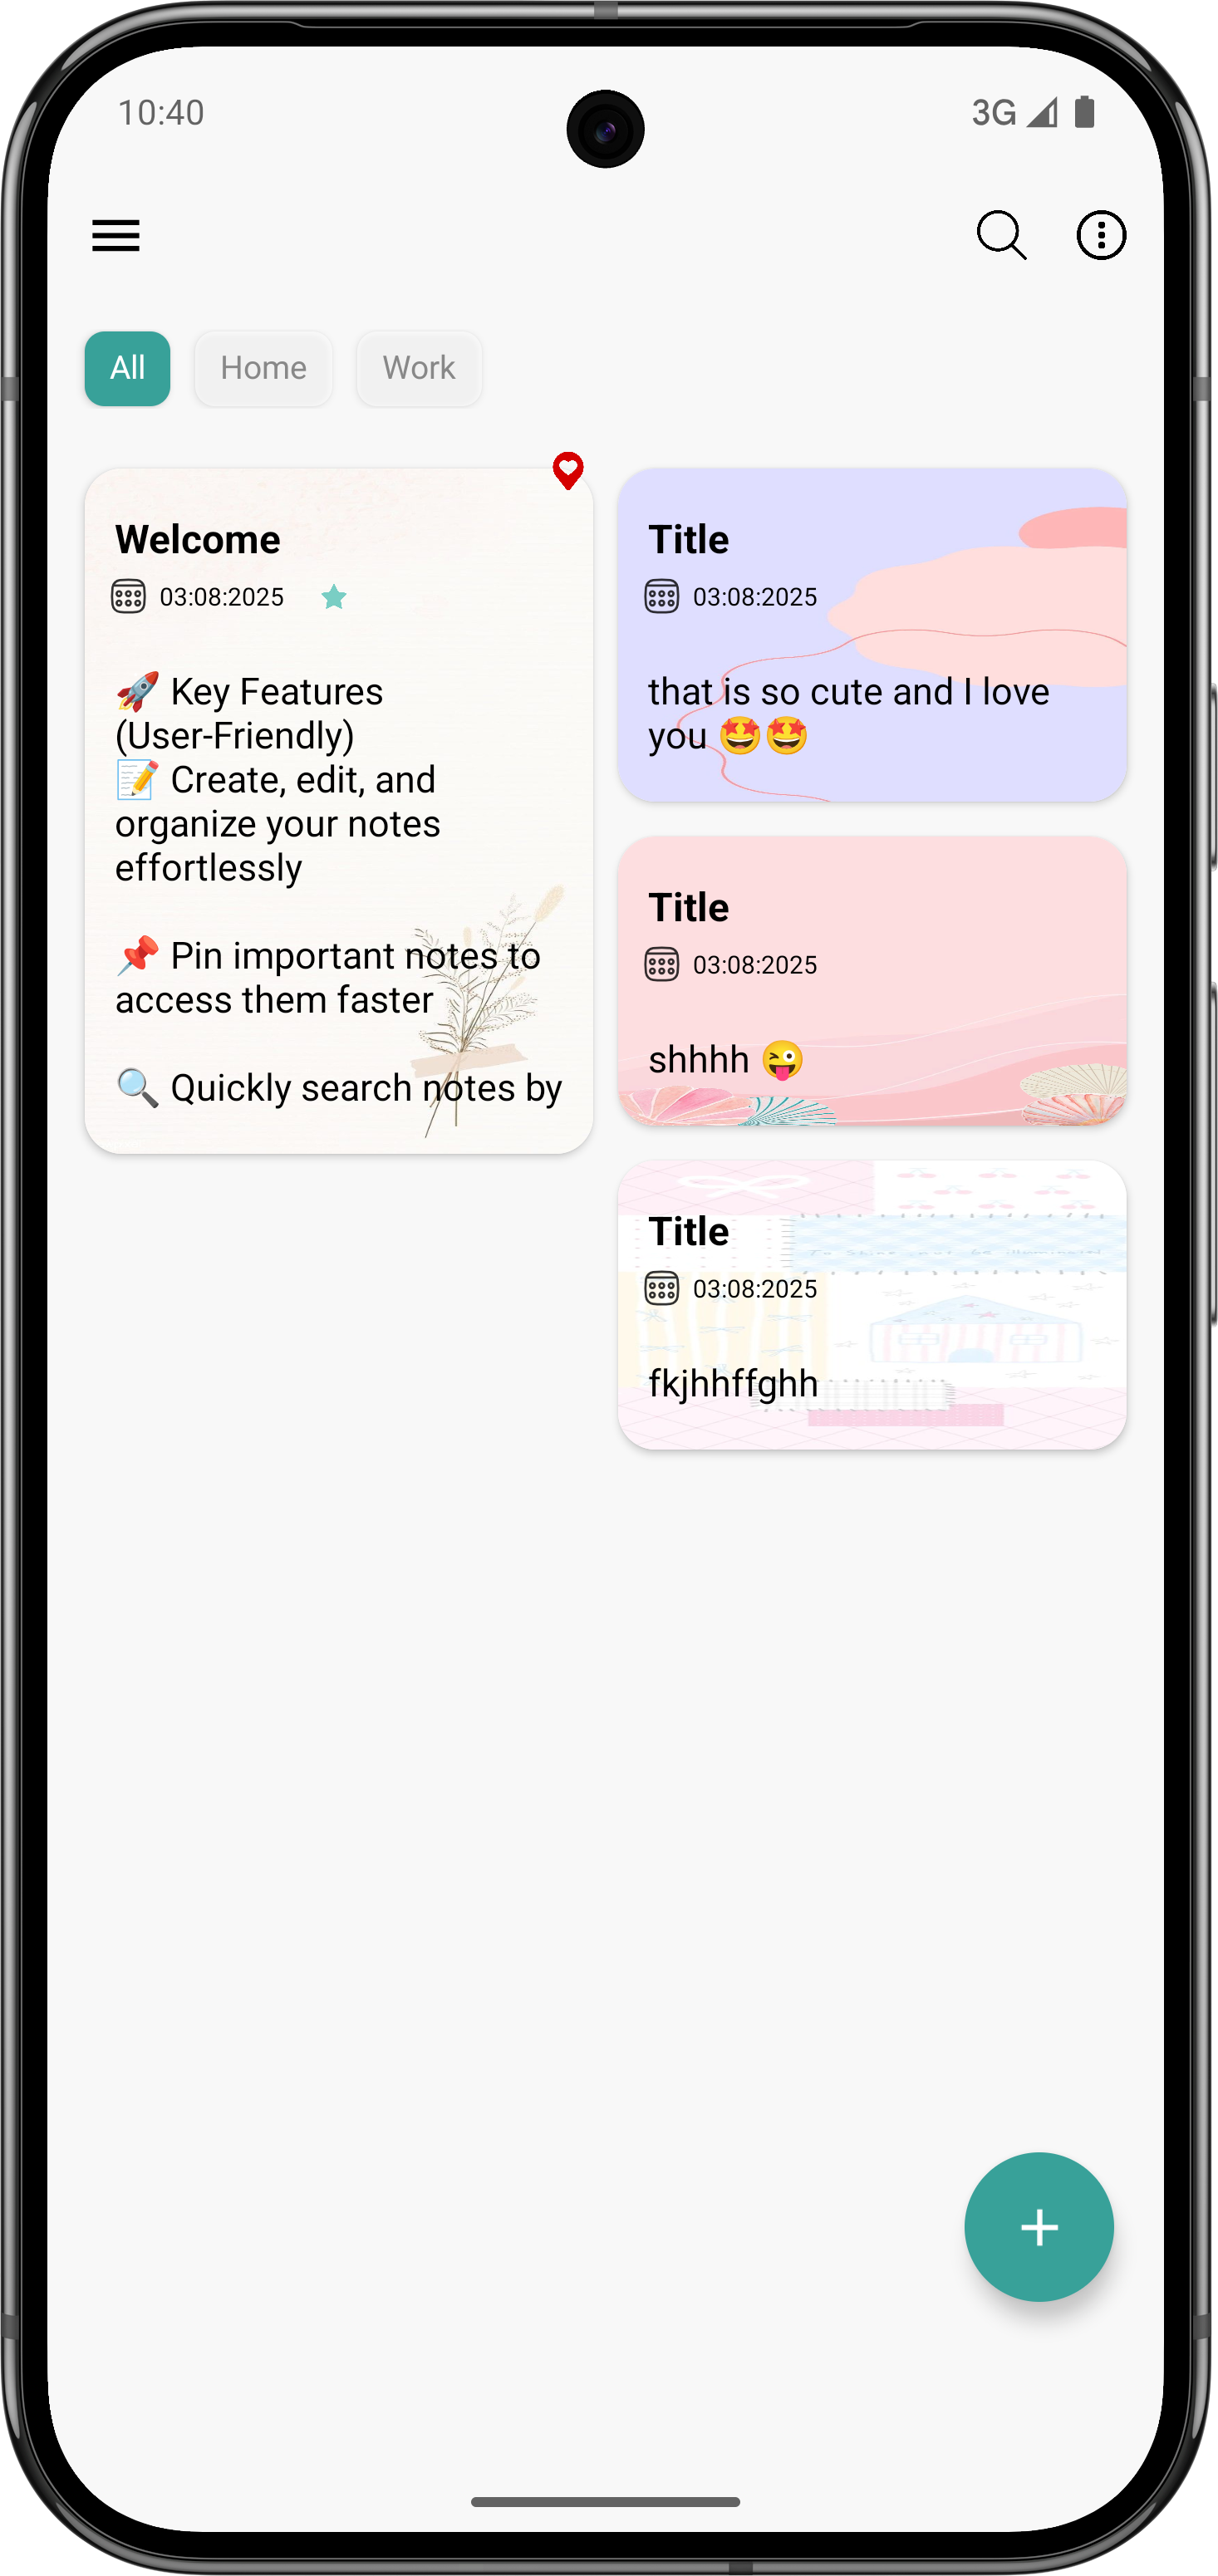 10:40
3G
All
Home
Work
Welcome
03:08:2025
🚀 Key Features
(User-Friendly)
📝 Create, edit, and
organize your notes
effortlessly
📌 Pin important notes to
access them faster
🔍 Quickly search notes by
Title
03:08:2025
that is so cute and I love
you 🤩🤩
Title
03:08:2025
shhhh 😜
Title
03:08:2025
fkjhhffghh